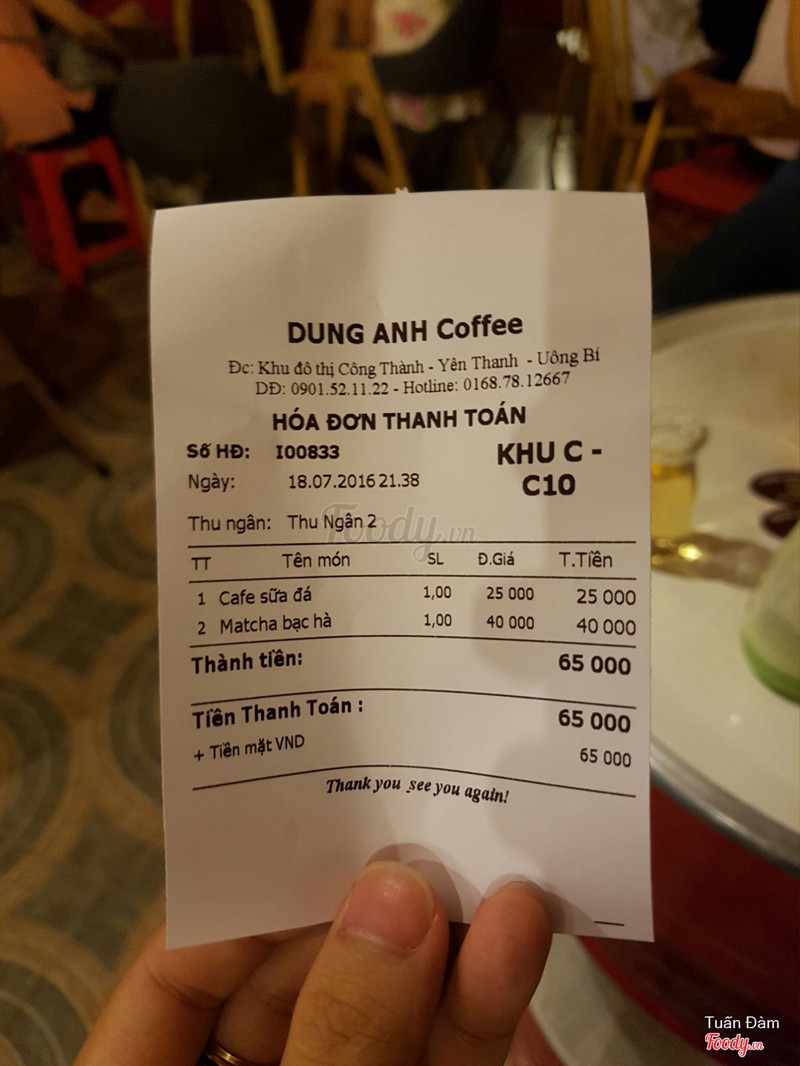 DUNG ANH Coffee
Đc: Khu đô thị Công Thành - Yên Thanh - Uông Bí
DĐ: 0901.52.11.22 - Hotline: 0168.78.12667
HÓA ĐƠN THANH TOÁN
Số HĐ: I00833
KHU C -
C10
Ngày: 18.07.2016 21.38
Thu ngân: Thu Ngân 2
Foody.vn
TT Tên món SL Đ.Giá T.Tiền
1 Cafe sữa đá 1,00 25 000 25 000
2 Matcha bạc hà 1,00 40 000 40 000
Thành tiền: 65 000
Tiền Thanh Toán : 65 000
+ Tiền mặt VND 65 000
Thank you see you again!
Tuấn Đàm
Foody.vn